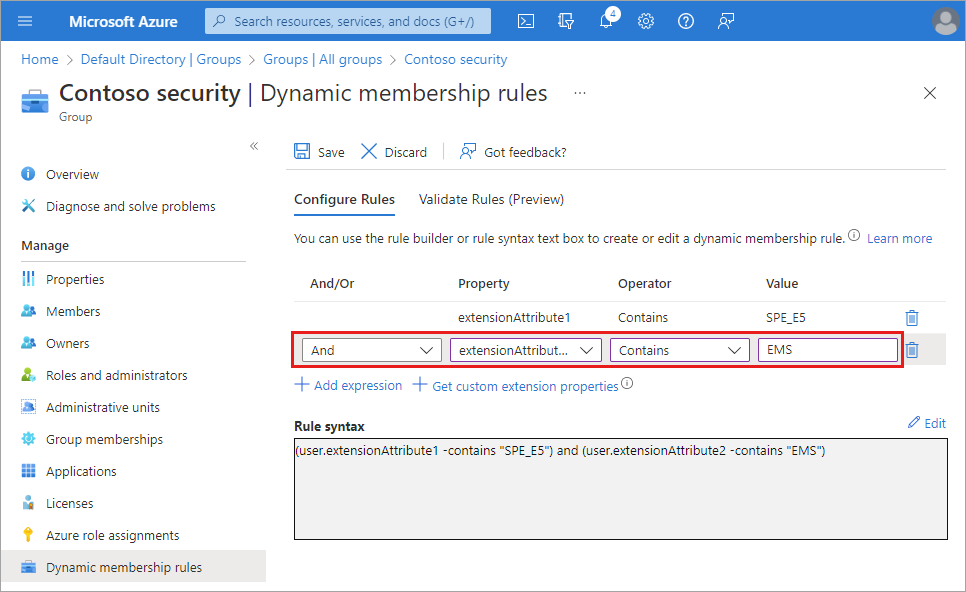 Microsoft Azure
Search resources, services, and docs (G+/)
4
Home > Default Directory | Groups > Groups | All groups > Contoso security
Contoso security | Dynamic membership rules ...
Group
«
Save Discard Got feedback?
Overview
Diagnose and solve problems
Manage
Properties
Members
Owners
Roles and administrators
Administrative units
Group memberships
Applications
Licenses
Azure role assignments
Dynamic membership rules
Configure Rules Validate Rules (Preview)
You can use the rule builder or rule syntax text box to create or edit a dynamic membership rule. Learn more
And/Or Property Operator Value
extensionAttribute1 Contains SPE_E5
And extensionAttribut... Contains EMS
+ Add expression + Get custom extension properties
Rule syntax
Edit
(user.extensionAttribute1 -contains "SPE_E5") and (user.extensionAttribute2 -contains "EMS")